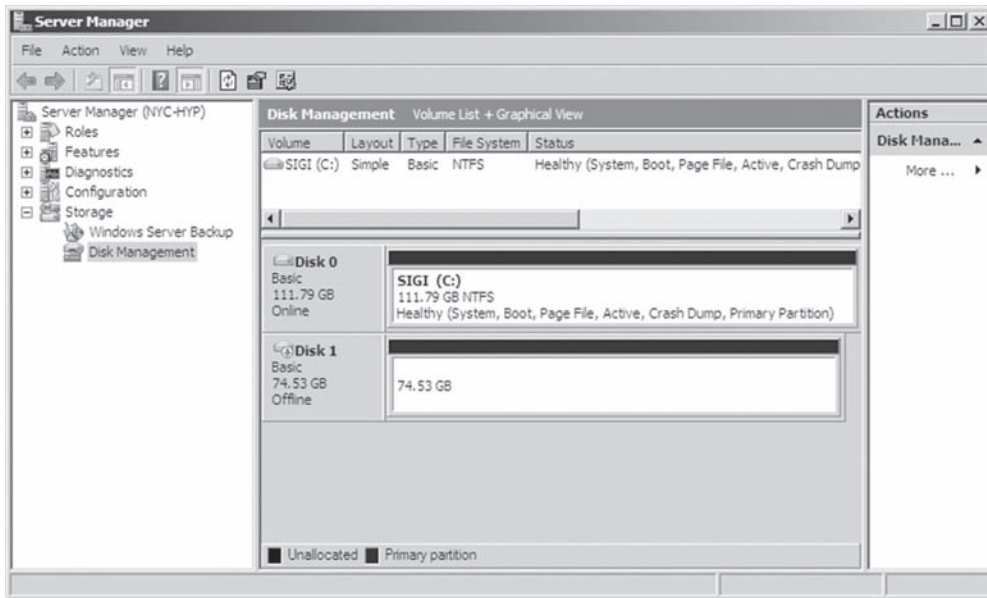 Server Manager
File Action View Help
Server Manager (NYC-HYP)
Roles
Features
Diagnostics
Configuration
Storage
Windows Server Backup
Disk Management
Disk Management Volume List + Graphical View
Volume Layout Type File System Status
SIGI (C:) Simple Basic NTFS Healthy (System, Boot, Page File, Active, Crash Dump
Disk 0
Basic
111.79 GB
Online
SIGI (C:)
111.79 GB NTFS
Healthy (System, Boot, Page File, Active, Crash Dump, Primary Partition)
Disk 1
Basic
74.53 GB
Offline
74.53 GB
Unallocated Primary partition
Actions
Disk Mana...
More ...